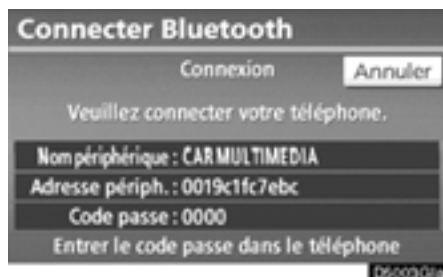 Connecter Bluetooth
Connexion Annuler
Veuillez connecter votre téléphone.
Nom périphérique : CAR MULTIMEDIA
Adresse périph. : 0019c1fc7ebc
Code passe : 0000
Entrer le code passe dans le téléphone